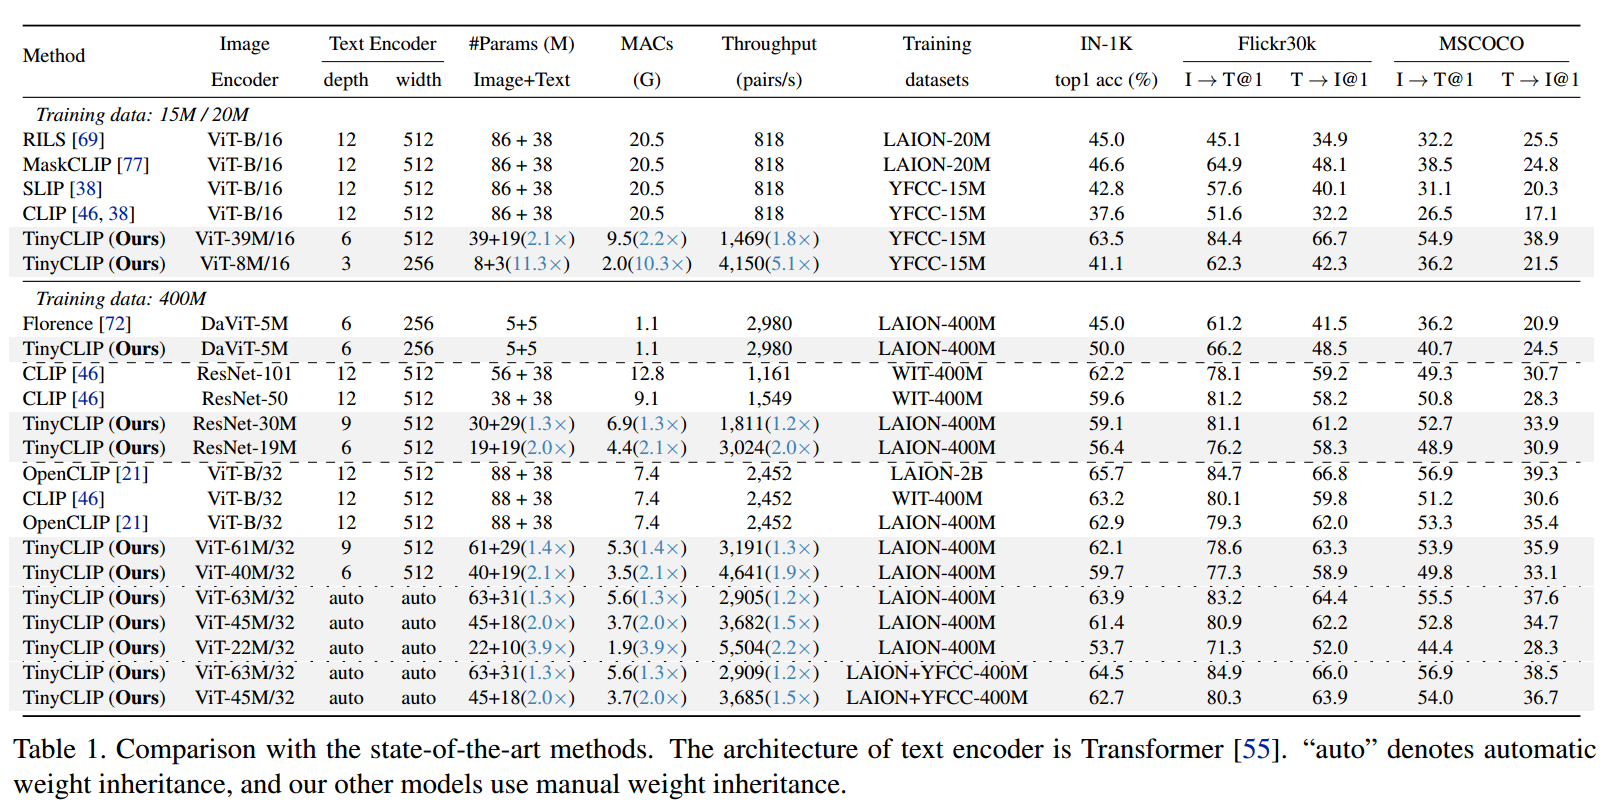 Method Image Encoder Text Encoder depth width #Params (M) Image+Text MACs (G) Throughput (pairs/s) Training datasets IN-1K top1 acc (%) Flickr30k I → T@1 T → I@1 MSCOCO I → T@1 T → I@1
Training data: 15M / 20M
RILS [69] ViT-B/16 12 512 86 + 38 20.5 818 LAION-20M 45.0 45.1 34.9 32.2 25.5
MaskCLIP [77] ViT-B/16 12 512 86 + 38 20.5 818 LAION-20M 46.6 64.9 48.1 38.5 24.8
SLIP [38] ViT-B/16 12 512 86 + 38 20.5 818 YFCC-15M 42.8 57.6 40.1 31.1 20.3
CLIP [46, 38] ViT-B/16 12 512 86 + 38 20.5 818 YFCC-15M 37.6 51.6 32.2 26.5 17.1
TinyCLIP (Ours) ViT-39M/16 6 512 39+19(2.1×) 9.5(2.2×) 1,469(1.8×) YFCC-15M 63.5 84.4 66.7 54.9 38.9
TinyCLIP (Ours) ViT-8M/16 3 256 8+3(11.3×) 2.0(10.3×) 4,150(5.1×) YFCC-15M 41.1 62.3 42.3 36.2 21.5
Training data: 400M
Florence [72] DaViT-5M 6 256 5+5 1.1 2,980 LAION-400M 45.0 61.2 41.5 36.2 20.9
TinyCLIP (Ours) DaViT-5M 6 256 5+5 1.1 2,980 LAION-400M 50.0 66.2 48.5 40.7 24.5
CLIP [46] ResNet-101 12 512 56 + 38 12.8 1,161 WIT-400M 62.2 78.1 59.2 49.3 30.7
CLIP [46] ResNet-50 12 512 38 + 38 9.1 1,549 WIT-400M 59.6 81.2 58.2 50.8 28.3
TinyCLIP (Ours) ResNet-30M 9 512 30+29(1.3×) 6.9(1.3×) 1,811(1.2×) LAION-400M 59.1 81.1 61.2 52.7 33.9
TinyCLIP (Ours) ResNet-19M 6 512 19+19(2.0×) 4.4(2.1×) 3,024(2.0×) LAION-400M 56.4 76.2 58.3 48.9 30.9
OpenCLIP [21] ViT-B/32 12 512 88 + 38 7.4 2,452 LAION-2B 65.7 84.7 66.8 56.9 39.3
CLIP [46] ViT-B/32 12 512 88 + 38 7.4 2,452 WIT-400M 63.2 80.1 59.8 51.2 30.6
OpenCLIP [21] ViT-B/32 12 512 88 + 38 7.4 2,452 LAION-400M 62.9 79.3 62.0 53.3 35.4
TinyCLIP (Ours) ViT-61M/32 9 512 61+29(1.4×) 5.3(1.4×) 3,191(1.3×) LAION-400M 62.1 78.6 63.3 53.9 35.9
TinyCLIP (Ours) ViT-40M/32 6 512 40+19(2.1×) 3.5(2.1×) 4,641(1.9×) LAION-400M 59.7 77.3 58.9 49.8 33.1
TinyCLIP (Ours) ViT-63M/32 auto auto 63+31(1.3×) 5.6(1.3×) 2,905(1.2×) LAION-400M 63.9 83.2 64.4 55.5 37.6
TinyCLIP (Ours) ViT-45M/32 auto auto 45+18(2.0×) 3.7(2.0×) 3,682(1.5×) LAION-400M 61.4 80.9 62.2 52.8 34.7
TinyCLIP (Ours) ViT-22M/32 auto auto 22+10(3.9×) 1.9(3.9×) 5,504(2.2×) LAION-400M 53.7 71.3 52.0 44.4 28.3
TinyCLIP (Ours) ViT-63M/32 auto auto 63+31(1.3×) 5.6(1.3×) 2,909(1.2×) LAION+YFCC-400M 64.5 84.9 66.0 56.9 38.5
TinyCLIP (Ours) ViT-45M/32 auto auto 45+18(2.0×) 3.7(2.0×) 3,685(1.5×) LAION+YFCC-400M 62.7 80.3 63.9 54.0 36.7
Table 1. Comparison with the state-of-the-art methods. The architecture of text encoder is Transformer [55]. “auto” denotes automatic
weight inheritance, and our other models use manual weight inheritance.